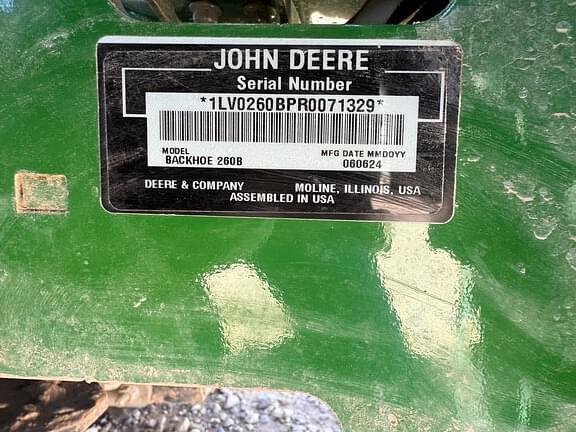 JOHN DEERE
Serial Number
*1LV0260BPR0071329*
MODEL
BACKHOE 260B
MFG DATE MMDDYY
060624
DEERE & COMPANY MOLINE, ILLINOIS, USA
ASSEMBLED IN USA